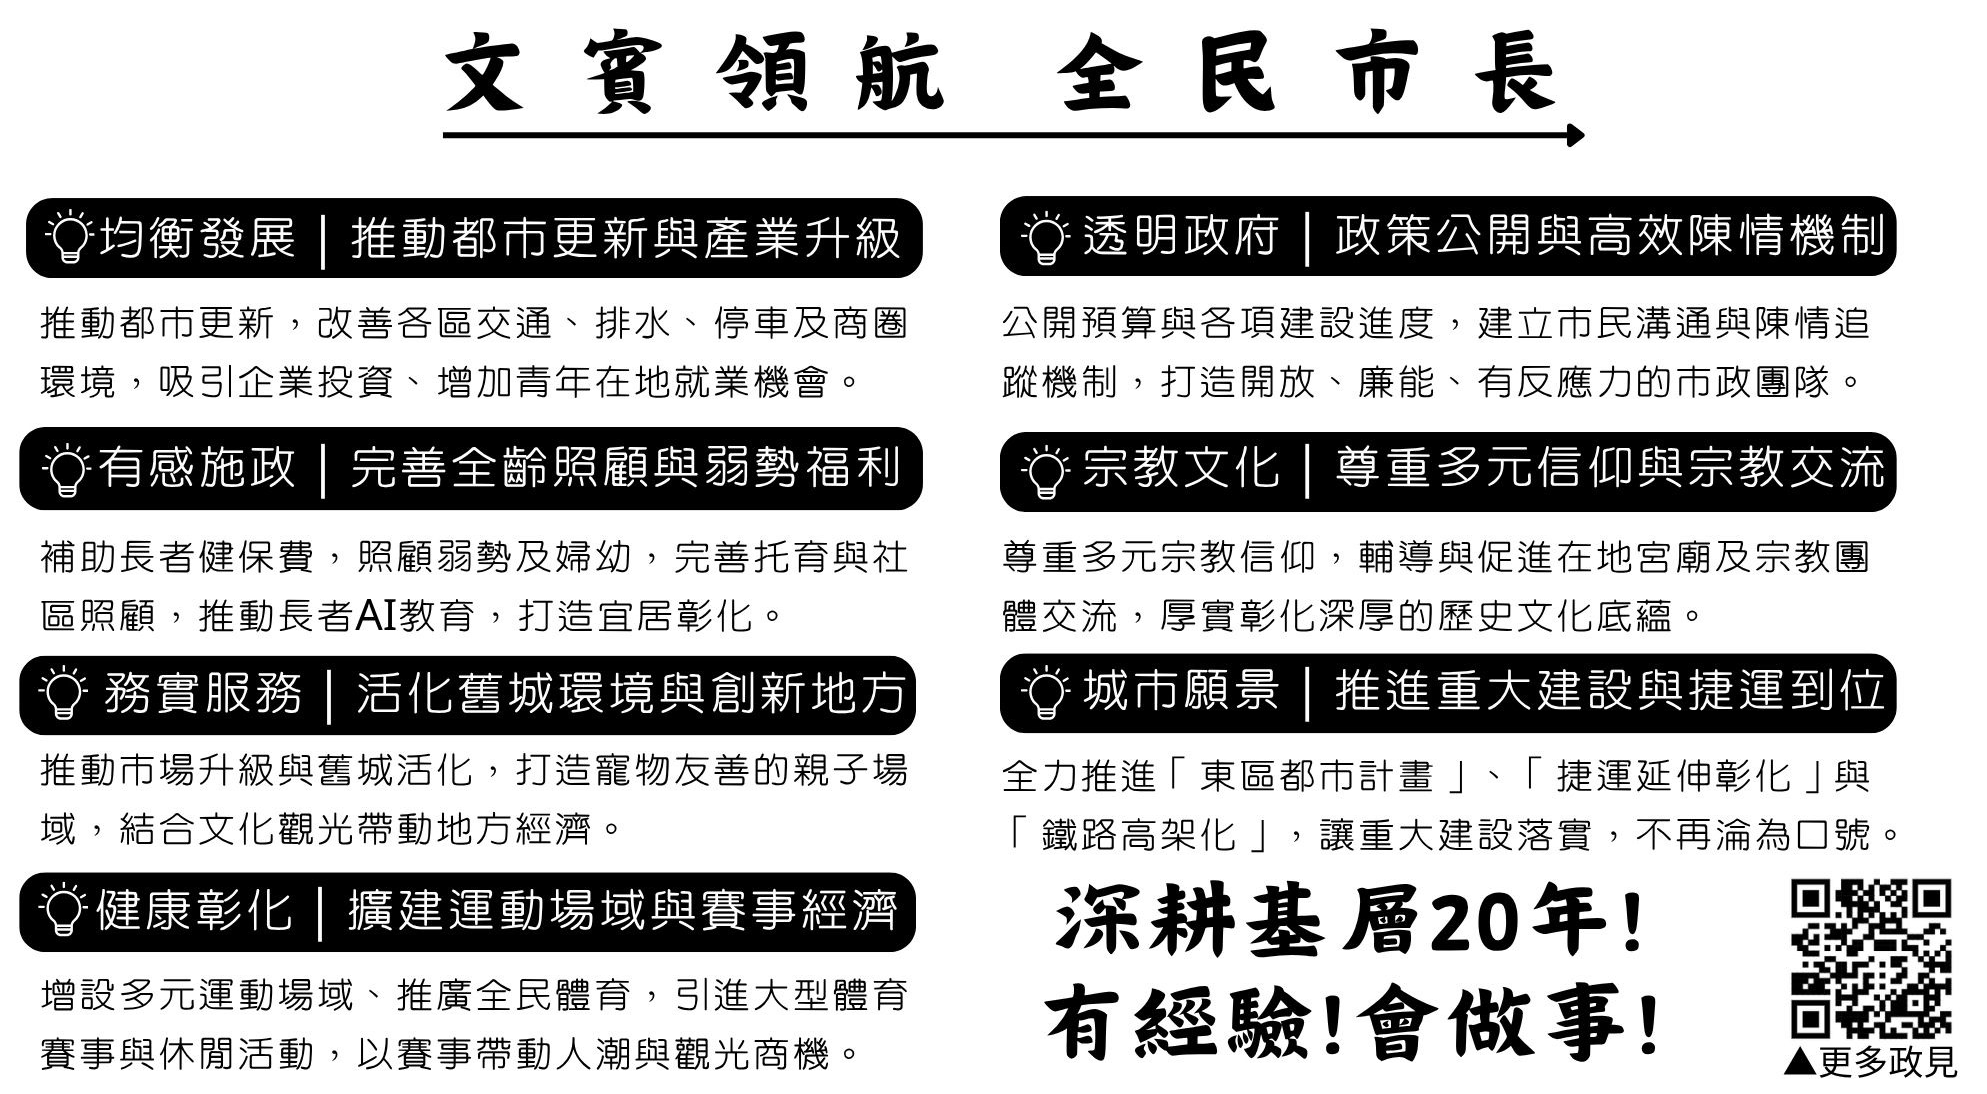 文賓領航 全民市長
均衡發展｜推動都市更新與產業升級
推動都市更新，改善各區交通、排水、停車及商圈
環境，吸引企業投資、增加青年在地就業機會。
有感施政｜完善全齡照顧與弱勢福利
補助長者健保費，照顧弱勢及婦幼，完善托育與社
區照顧，推動長者AI教育，打造宜居彰化。
務實服務｜活化舊城環境與創新地方
推動市場升級與舊城活化，打造寵物友善的親子場
域，結合文化觀光帶動地方經濟。
健康彰化｜擴建運動場域與賽事經濟
增設多元運動場域、推廣全民體育，引進大型體育
賽事與休閒活動，以賽事帶動人潮與觀光商機。
透明政府｜政策公開與高效陳情機制
公開預算與各項建設進度，建立市民溝通與陳情追
蹤機制，打造開放、廉能、有反應力的市政團隊。
宗教文化｜尊重多元信仰與宗教交流
尊重多元宗教信仰，輔導與促進在地宮廟及宗教團
體交流，厚實彰化深厚的歷史文化底蘊。
城市願景｜推進重大建設與捷運到位
全力推進「東區都市計畫」、「捷運延伸彰化」與
「鐵路高架化」，讓重大建設落實，不再淪為口號。
深耕基層20年!
有經驗!會做事!
▲更多政見